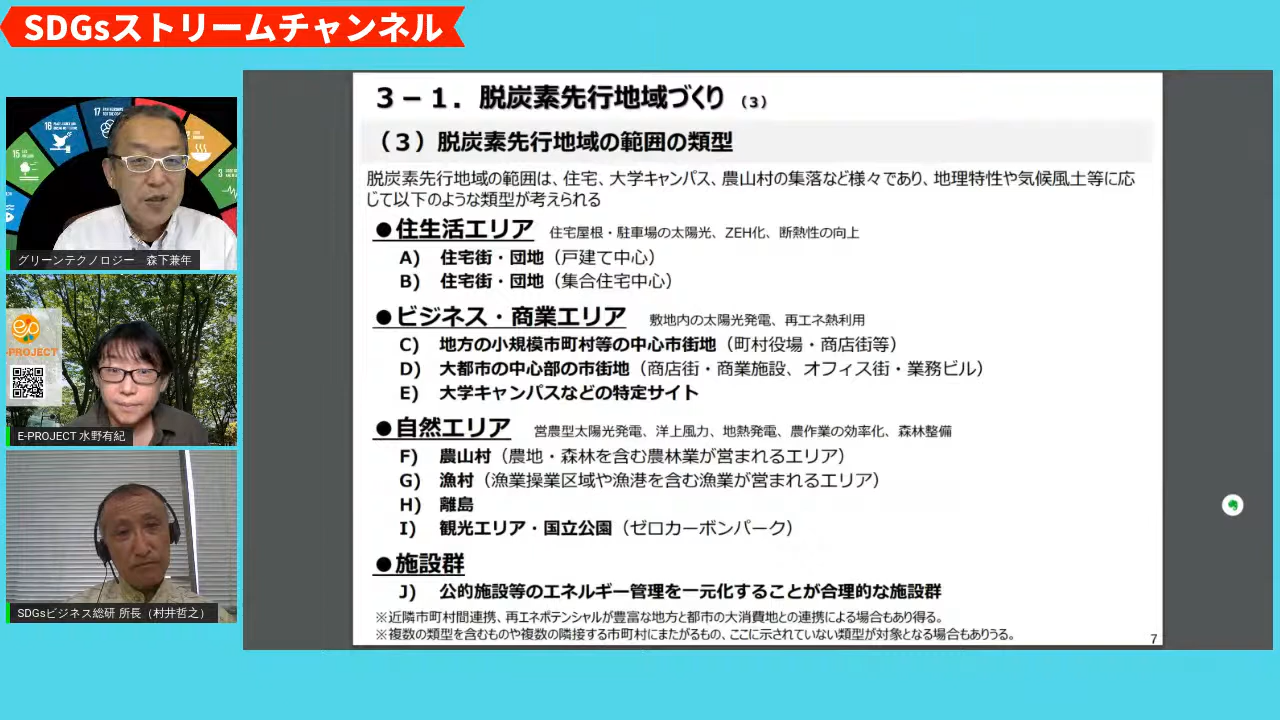 SDGsストリームチャンネル
17
16
15
3
グリーンテクノロジー　森下兼年
ep
-PROJECT
E-PROJECT 水野有紀
SDGsビジネス総研 所長（村井哲之）
３－１．脱炭素先行地域づくり（３）
（３）脱炭素先行地域の範囲の類型
脱炭素先行地域の範囲は、住宅、大学キャンパス、農山村の集落など様々であり、地理特性や気候風土等に応
じて以下のような類型が考えられる
●住生活エリア　住宅屋根・駐車場の太陽光、ZEH化、断熱性の向上
A)　住宅街・団地（戸建て中心）
B)　住宅街・団地（集合住宅中心）
●ビジネス・商業エリア　敷地内の太陽光発電、再エネ熱利用
C)　地方の小規模市町村等の中心市街地（町村役場・商店街等）
D)　大都市の中心部の市街地（商店街・商業施設、オフィス街・業務ビル）
E)　大学キャンパスなどの特定サイト
●自然エリア　営農型太陽光発電、洋上風力、地熱発電、農作業の効率化、森林整備
F)　農山村（農地・森林を含む農林業が営まれるエリア）
G)　漁村（漁業操業区域や漁港を含む漁業が営まれるエリア）
H)　離島
I)　観光エリア・国立公園（ゼロカーボンパーク）
●施設群
J)　公的施設等のエネルギー管理を一元化することが合理的な施設群
※近隣市町村間連携、再エネポテンシャルが豊富な地方と都市の大消費地との連携による場合もあり得る。
※複数の類型を含むものや複数の隣接する市町村にまたがるもの、ここに示されていない類型が対象となる場合もありうる。
7